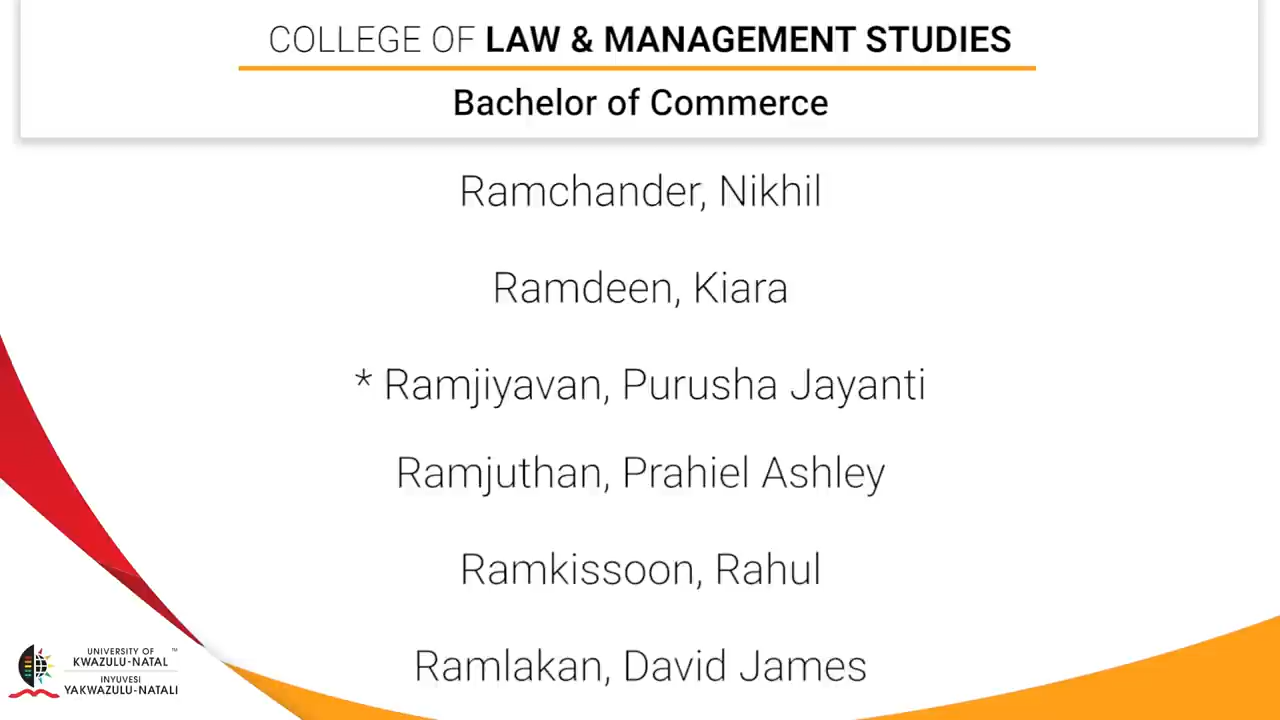 COLLEGE OF LAW & MANAGEMENT STUDIES
Bachelor of Commerce
Ramchander, Nikhil
Ramdeen, Kiara
* Ramjiyavan, Purusha Jayanti
Ramjuthan, Prahiel Ashley
Ramkissoon, Rahul
Ramlakan, David James
UNIVERSITY OF ™
KWAZULU-NATAL
INYUVESI
YAKWAZULU-NATALI